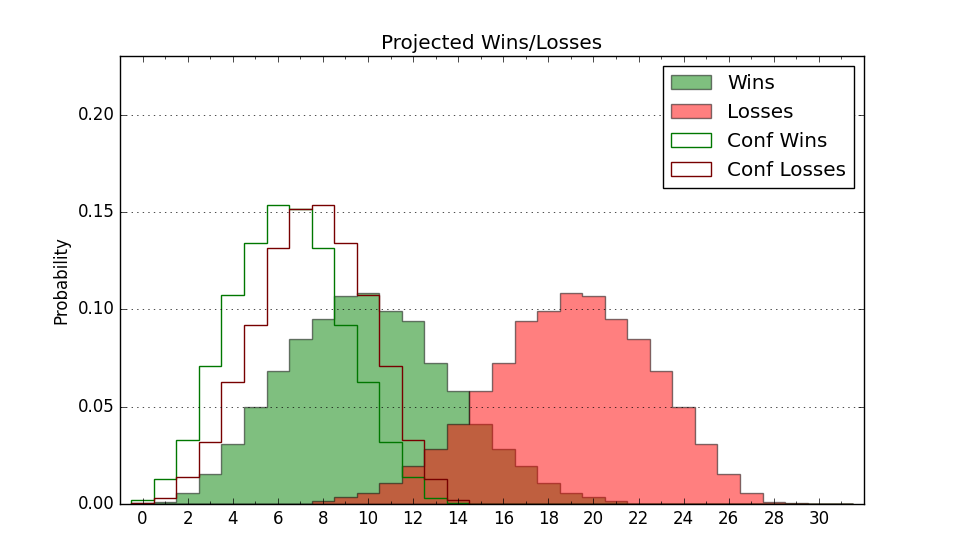 Projected Wins/Losses
Wins
Losses
Conf Wins
Conf Losses
Probability
0.20
0.15
0.10
0.05
0.00
0 2 4 6 8 10 12 14 16 18 20 22 24 26 28 30